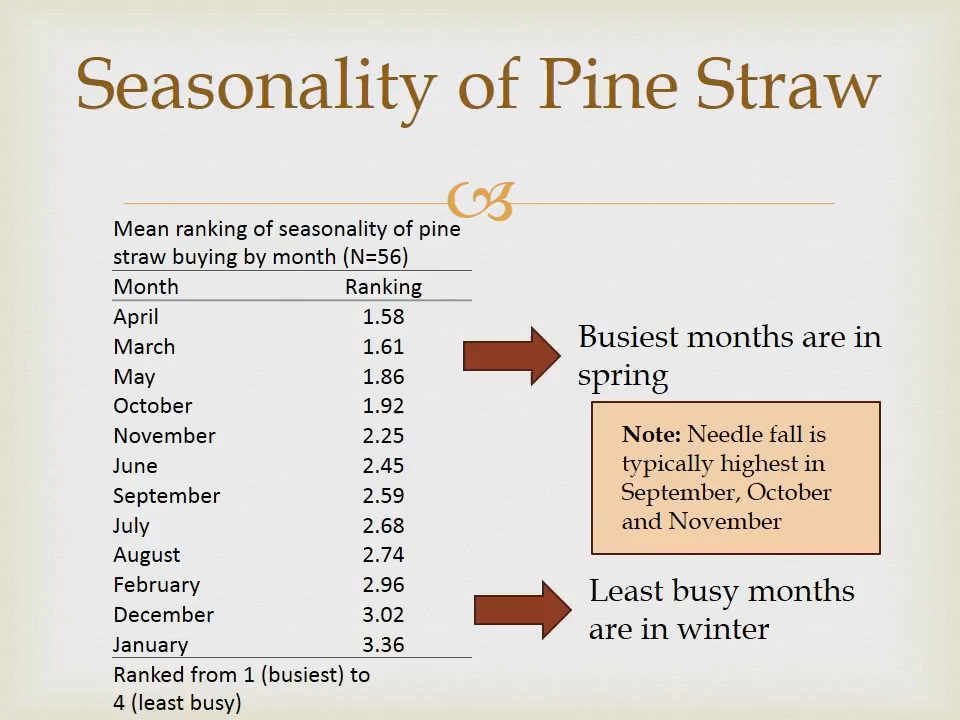 Seasonality of Pine Straw
Mean ranking of seasonality of pine
straw buying by month (N=56)
Month Ranking
April 1.58
March 1.61
May 1.86
October 1.92
November 2.25
June 2.45
September 2.59
July 2.68
August 2.74
February 2.96
December 3.02
January 3.36
Ranked from 1 (busiest) to
4 (least busy)
Busiest months are in
spring
Note: Needle fall is
typically highest in
September, October
and November
Least busy months
are in winter